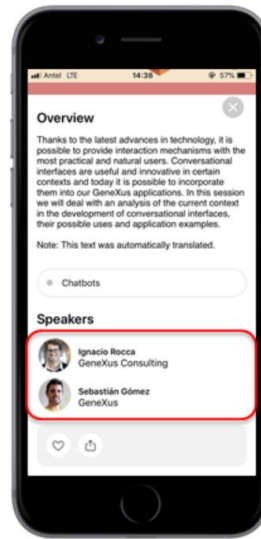 Antel LTE 14:38 57%
Overview
Thanks to the latest advances in technology, it is
possible to provide interaction mechanisms with the
most practical and natural users. Conversational
interfaces are useful and innovative in certain
contexts and today it is possible to incorporate
them into our GeneXus applications. In this session
we will deal with an analysis of the current context
in the development of conversational interfaces,
their possible uses and application examples.
Note: This text was automatically translated.
Chatbots
Speakers
Ignacio Rocca
GeneXus Consulting
Sebastián Gómez
GeneXus